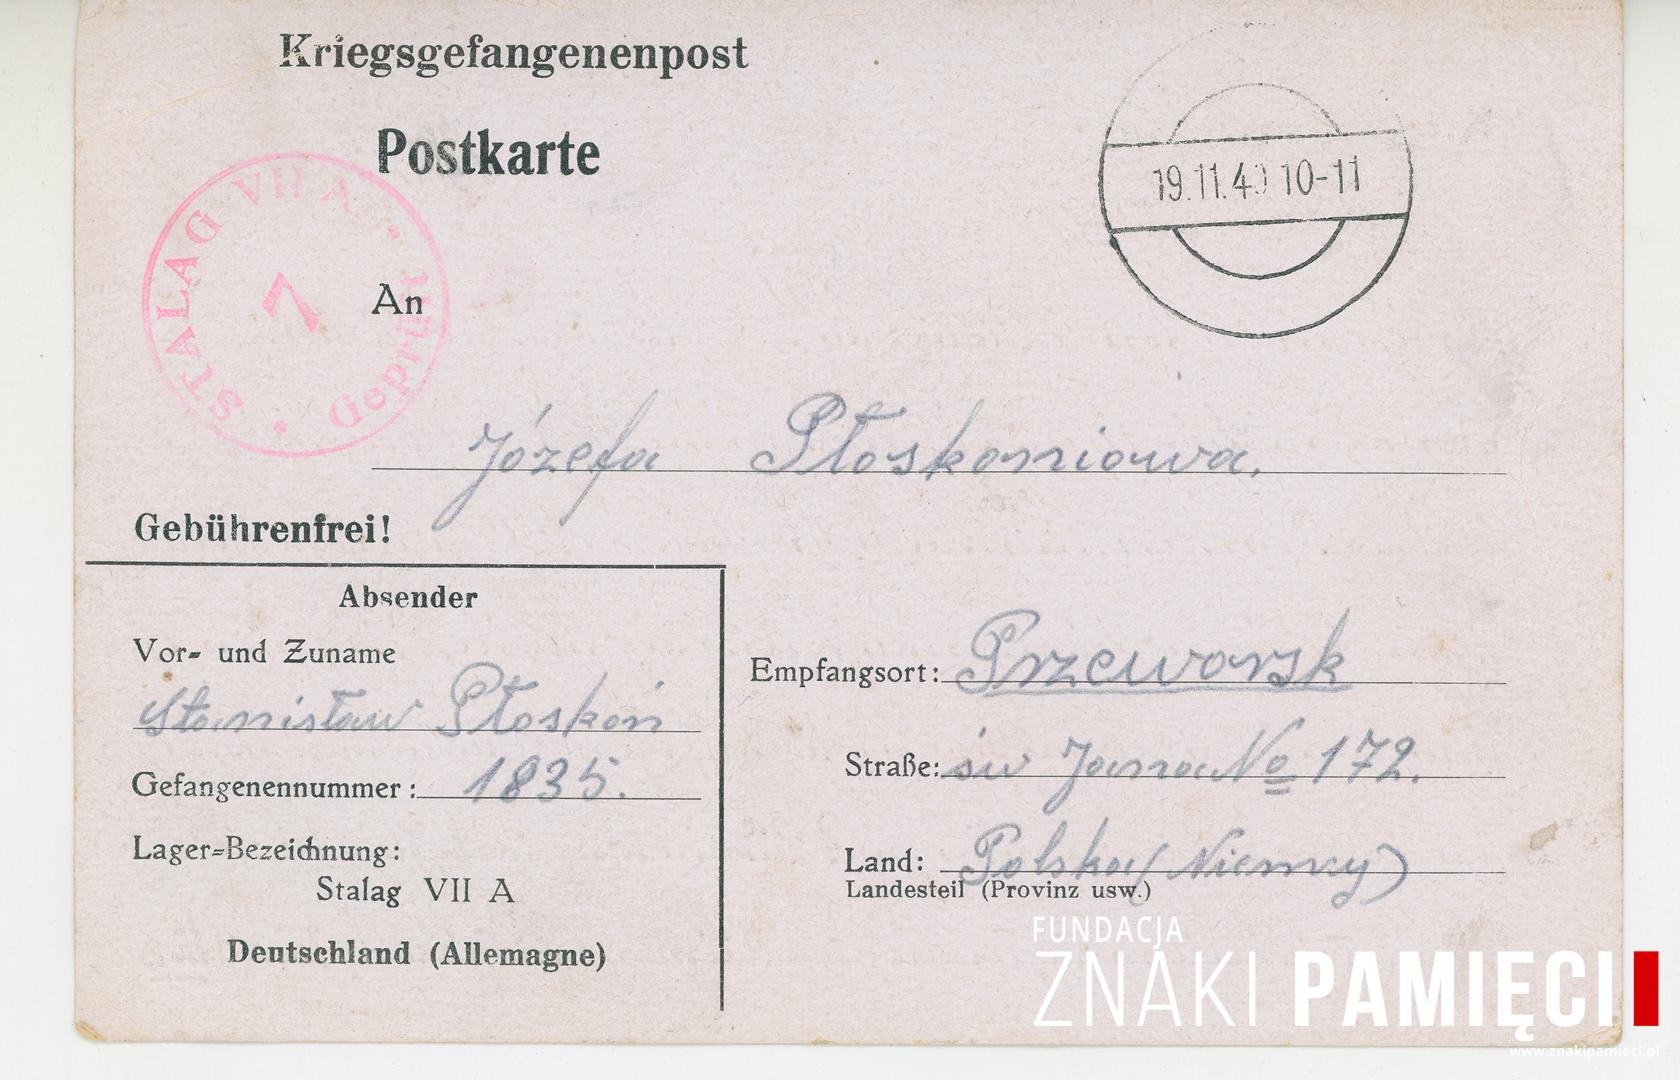 Kriegsgefangenenpost
Postkarte
19.11.40 10-11
STALAG VII A * Geprüft *
7
An
Józefa Płoskoniowa.
Gebührenfrei!
Absender
Vor- und Zuname
Stanisław Płoskoń
Gefangenennummer: 1835.
Lager-Bezeichnung:
Stalag VII A
Deutschland (Allemagne)
Empfangsort: Przeworsk
Straße: św Jana No 172.
Land: Polska (Niemcy)
Landesteil (Provinz usw.)
FUNDACJA
ZNAKI PAMIĘCI
www.znakipamieci.pl